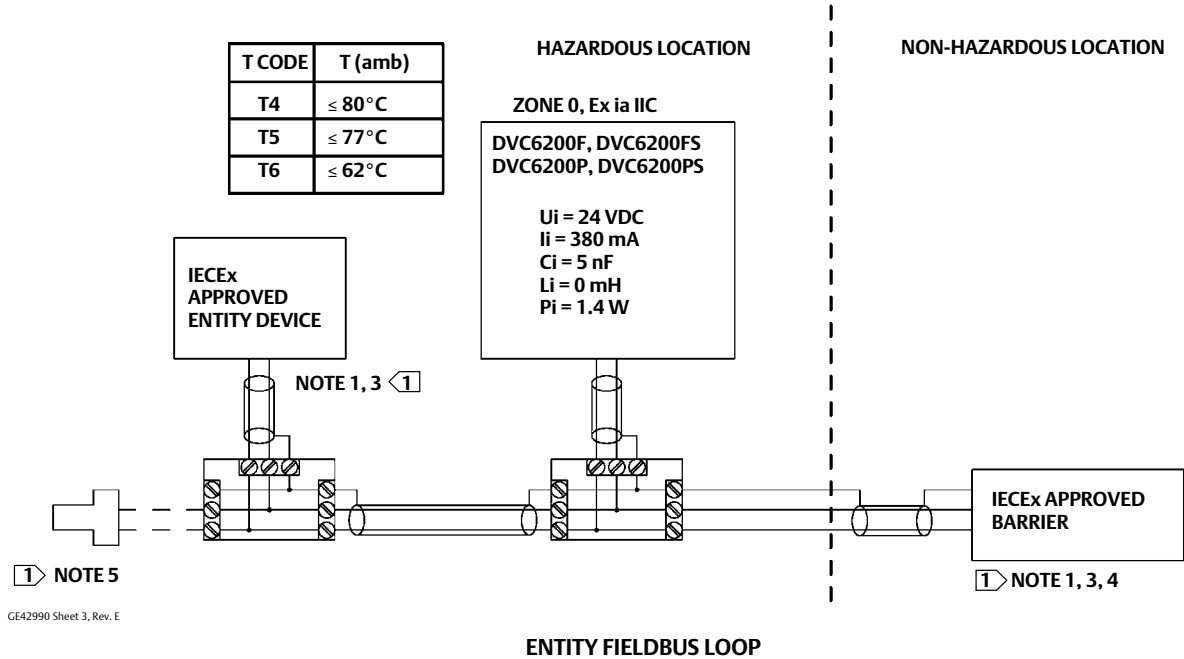 HAZARDOUS LOCATION
NON-HAZARDOUS LOCATION
T CODE T (amb)
T4 ≤ 80°C
T5 ≤ 77°C
T6 ≤ 62°C
ZONE 0, Ex ia IIC
DVC6200F, DVC6200FS
DVC6200P, DVC6200PS
Ui = 24 VDC
Ii = 380 mA
Ci = 5 nF
Li = 0 mH
Pi = 1.4 W
IECEx
APPROVED
ENTITY DEVICE
NOTE 1, 3 1
IECEx APPROVED
BARRIER
1 NOTE 5
1 NOTE 1, 3, 4
GE42990 Sheet 3, Rev. E
ENTITY FIELDBUS LOOP